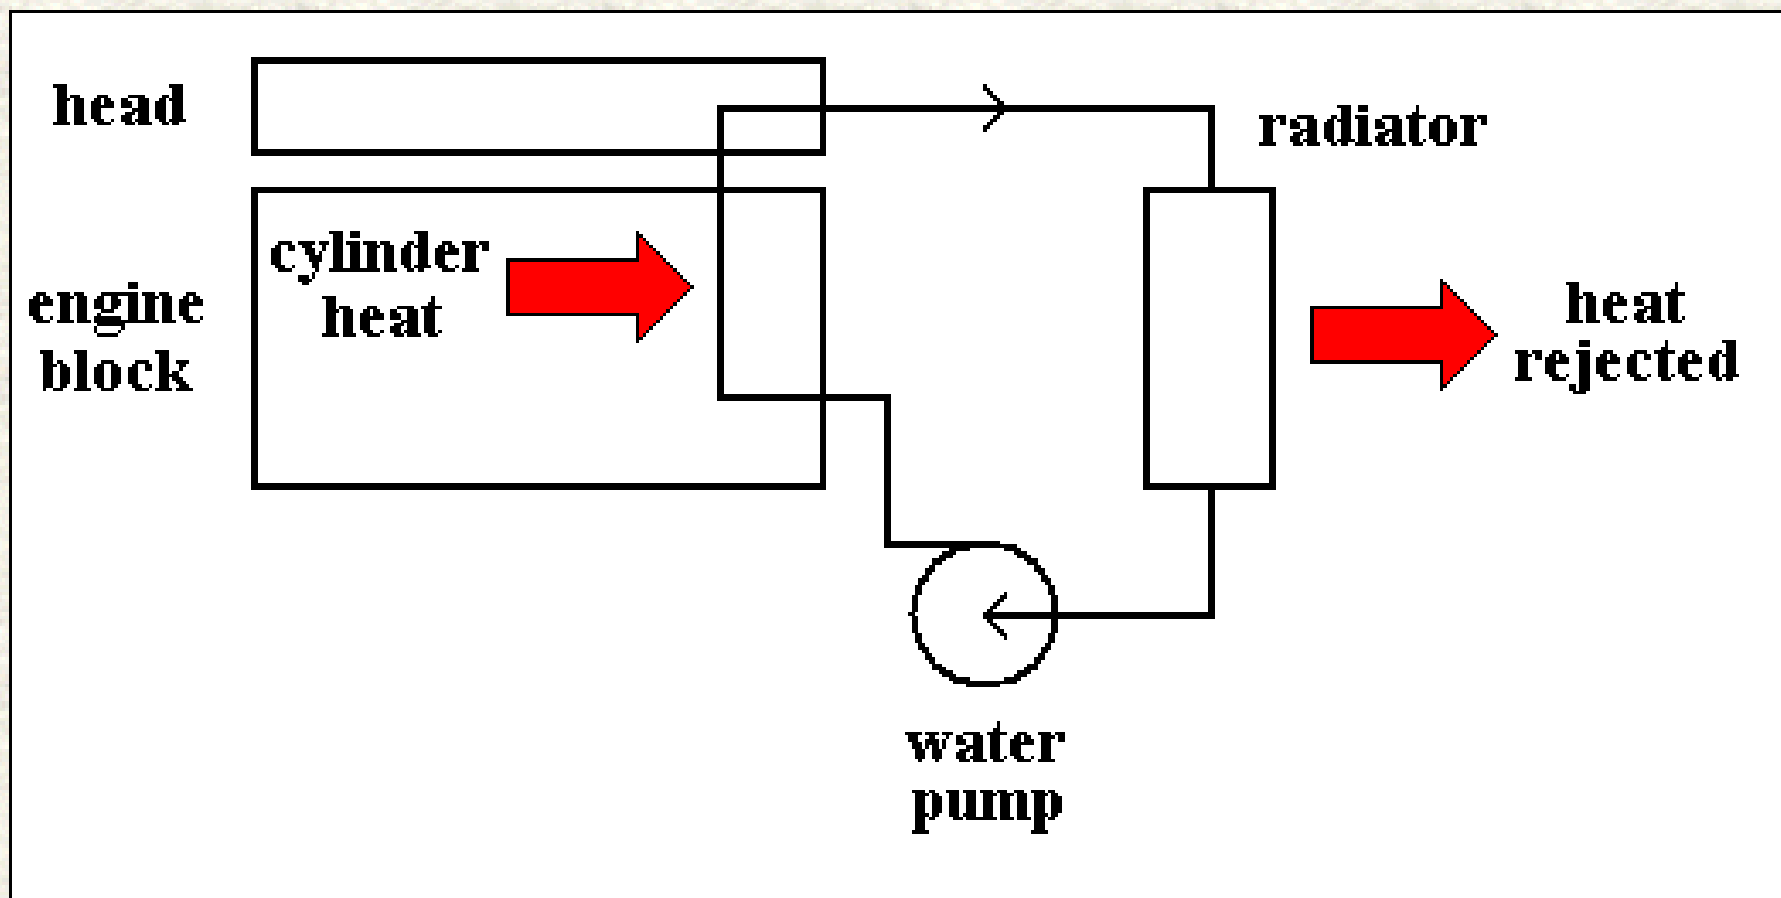 head
radiator
cylinder
heat
engine
block
heat
rejected
water
pump